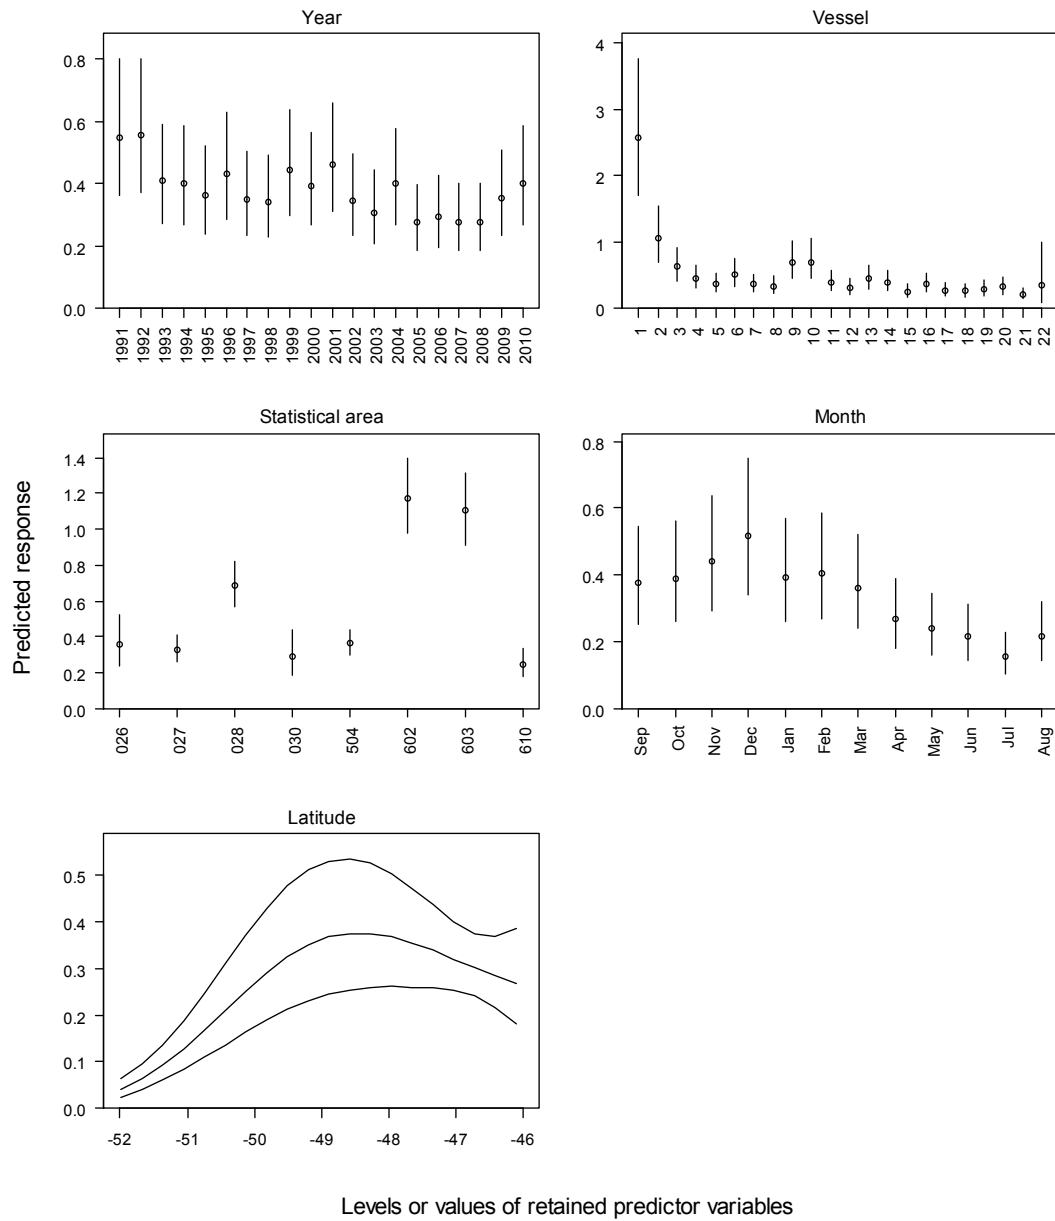 Year
0.8
0.6
0.4
0.2
0.0
1991 1992 1993 1994 1995 1996 1997 1998 1999 2000 2001 2002 2003 2004 2005 2006 2007 2008 2009 2010
Vessel
4
3
2
1
0
1 2 3 4 5 6 7 8 9 10 11 12 13 14 15 16 17 18 19 20 21 22
Predicted response
Statistical area
1.4
1.2
1.0
0.8
0.6
0.4
0.2
0.0
026 027 028 030 504 602 603 610
Month
0.8
0.6
0.4
0.2
0.0
Sep Oct Nov Dec Jan Feb Mar Apr May Jun Jul Aug
Latitude
0.5
0.4
0.3
0.2
0.1
0.0
-52 -51 -50 -49 -48 -47 -46
Levels or values of retained predictor variables